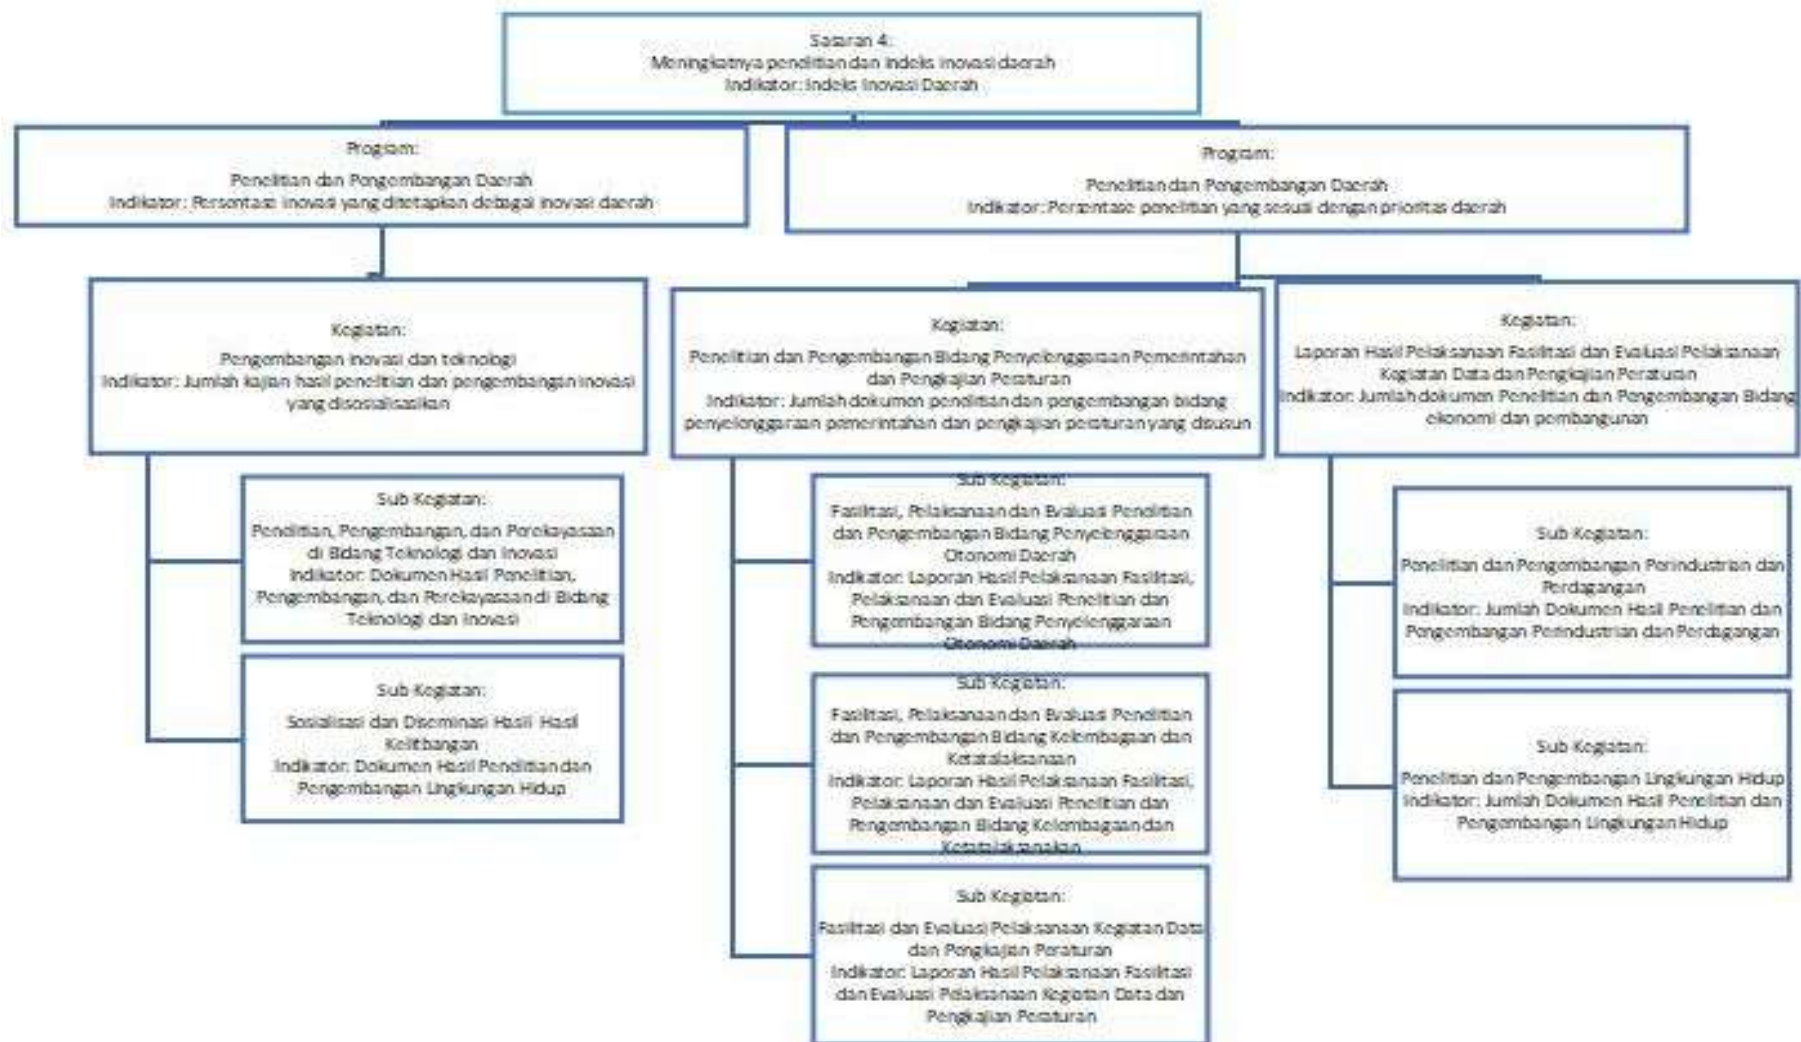 Sasaran 4:
Meningkatnya penelitian dan indeks inovasi daerah
Indikator: Indeks Inovasi Daerah
Program:
Penelitian dan Pengembangan Daerah
Indikator: Persentase inovasi yang ditetapkan debagai inovasi daerah
Program:
Penelitian dan Pengembangan Daerah
Indikator: Persentase penelitian yang sesuai dengan prioritas daerah
Kegiatan:
Pengembangan inovasi dan teknologi
Indikator: Jumlah kajian hasil penelitian dan pengembangan inovasi
yang disosialisasikan
Kegiatan:
Penelitian dan Pengembangan Bidang Penyelenggaraan Pemerintahan
dan Pengkajian Peraturan
Indikator: Jumlah dokumen penelitian dan pengembangan bidang
penyelenggaraan pemerintahan dan pengkajian peraturan yang disusun
Kegiatan:
Laporan Hasil Pelaksanaan Fasilitasi dan Evaluasi Pelaksanaan
Kegiatan Data dan Pengkajian Peraturan
Indikator: Jumlah dokumen Penelitian dan Pengembangan Bidang
ekonomi dan pembangunan
Sub Kegiatan:
Penelitian, Pengembangan, dan Perekayasaan
di Bidang Teknologi dan Inovasi
Indikator: Dokumen Hasil Penelitian,
Pengembangan, dan Perekayasaan di Bidang
Teknologi dan Inovasi
Sub Kegiatan:
Sosialisasi dan Diseminasi Hasil Hasil
Kelitbangan
Indikator: Dokumen Hasil Penelitian dan
Pengembangan Lingkungan Hidup
Sub Kegiatan:
Fasilitasi, Pelaksanaan dan Evaluasi Penelitian
dan Pengembangan Bidang Penyelenggaraan
Otonomi Daerah
Indikator: Laporan Hasil Pelaksanaan Fasilitasi,
Pelaksanaan dan Evaluasi Penelitian dan
Pengembangan Bidang Penyelenggaraan
Otonomi Daerah
Sub Kegiatan:
Fasilitasi, Pelaksanaan dan Evaluasi Penelitian
dan Pengembangan Bidang Kelembagaan dan
Ketatalaksanaan
Indikator: Laporan Hasil Pelaksanaan Fasilitasi,
Pelaksanaan dan Evaluasi Penelitian dan
Pengembangan Bidang Kelembagaan dan
Ketatalaksanakan
Sub Kegiatan:
Fasilitasi dan Evaluasi Pelaksanaan Kegiatan Data
dan Pengkajian Peraturan
Indikator: Laporan Hasil Pelaksanaan Fasilitasi
dan Evaluasi Pelaksanaan Kegiatan Data dan
Pengkajian Peraturan
Sub Kegiatan:
Penelitian dan Pengembangan Perindustrian dan
Perdagangan
Indikator: Jumlah Dokumen Hasil Penelitian dan
Pengembangan Perindustrian dan Perdagangan
Sub Kegiatan:
Penelitian dan Pengembangan Lingkungan Hidup
Indikator: Jumlah Dokumen Hasil Penelitian dan
Pengembangan Lingkungan Hidup